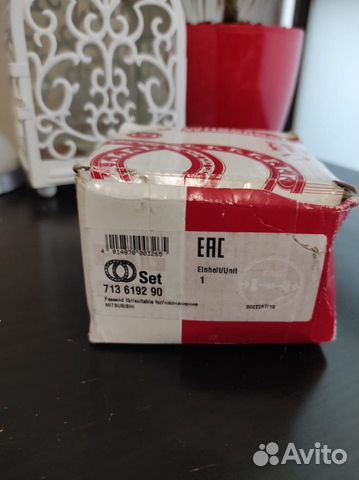 4 014870 003265
EAC
Set
713 6192 90
Einheit/Unit
1
MITSUBISHI
Avito